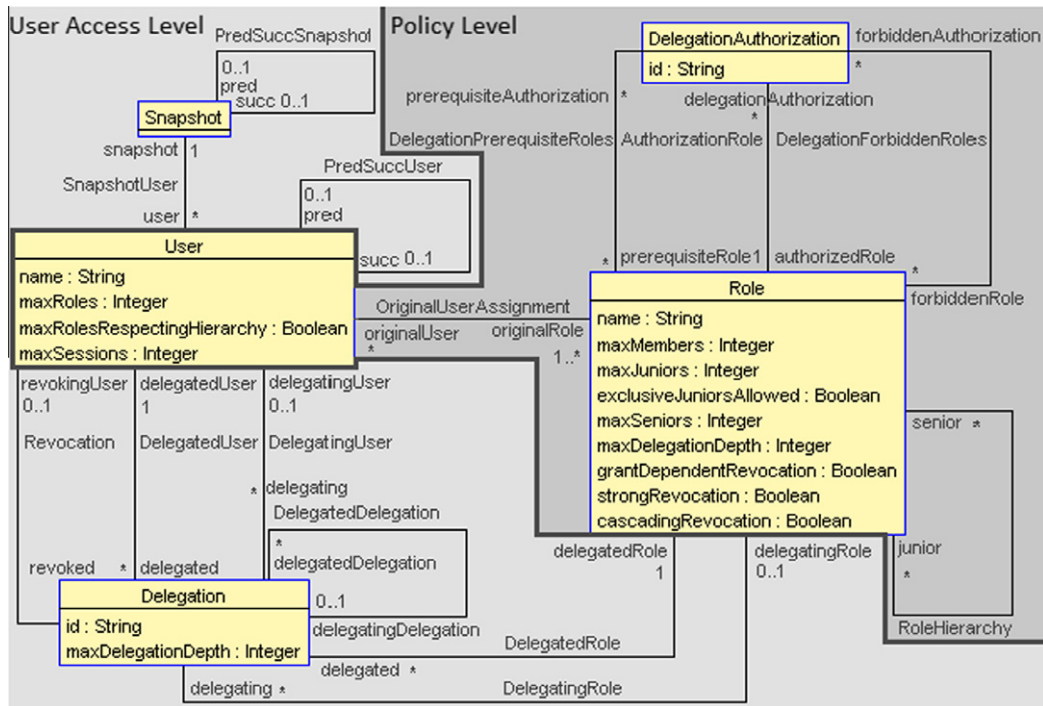 User Access Level
Policy Level
PredSuccSnapshot
0..1
pred
succ 0..1
Snapshot
snapshot 1
SnapshotUser
user *
PredSuccUser
0..1
pred
succ 0..1
DelegationAuthorization
id : String
forbiddenAuthorization
*
prerequisiteAuthorization *
delegationAuthorization
*
DelegationPrerequisiteRoles
AuthorizationRole
DelegationForbiddenRoles
* prerequisiteRole
1 authorizedRole
*
forbiddenRole
User
name : String
maxRoles : Integer
maxRolesRespectingHierarchy : Boolean
maxSessions : Integer
OriginalUserAssignment
originalUser
*
originalRole
1..*
Role
name : String
maxMembers : Integer
maxJuniors : Integer
exclusiveJuniorsAllowed : Boolean
maxSeniors : Integer
maxDelegationDepth : Integer
grantDependentRevocation : Boolean
strongRevocation : Boolean
cascadingRevocation : Boolean
senior *
junior
*
RoleHierarchy
revokingUser
0..1
Revocation
delegatedUser
1
DelegatedUser
delegatingUser
0..1
DelegatingUser
* delegating
DelegatedDelegation
*
delegatedDelegation
0..1
delegatingDelegation
revoked * delegated
Delegation
id : String
maxDelegationDepth : Integer
delegatedRole
1
delegatingRole
0..1
DelegatedRole
delegated *
delegating *
DelegatingRole